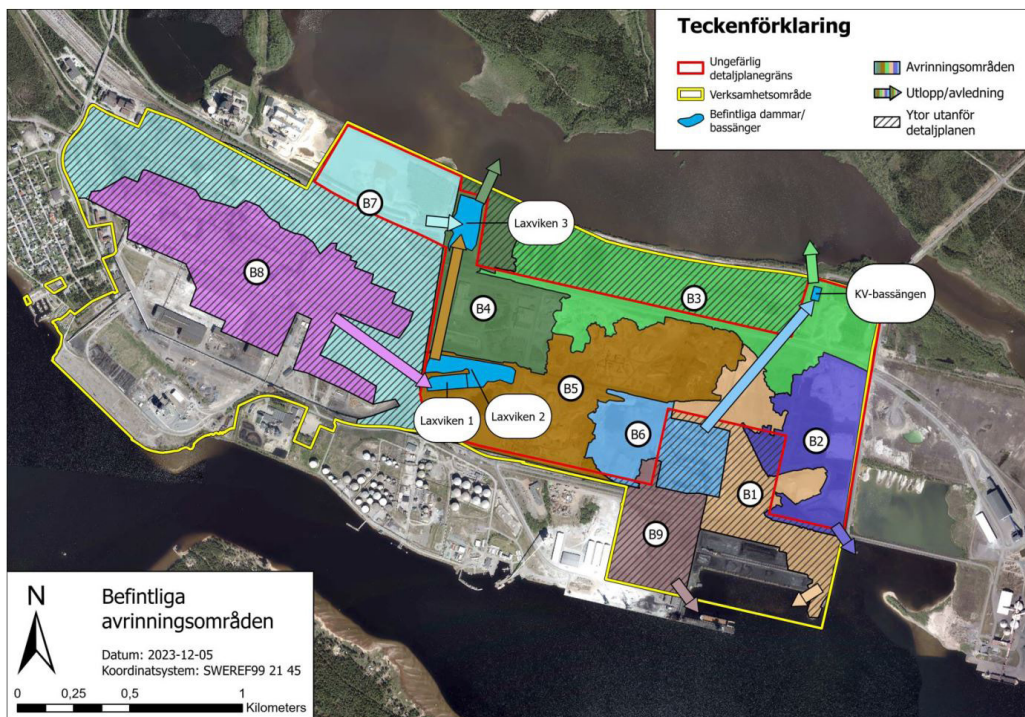 Teckenförklaring
Ungefärlig
detaljplanegräns
Verksamhetsområde
Befintliga dammar/
bassänger
Avrinningsområden
Utlopp/avledning
Ytor utanför
detaljplanen
B7
Laxviken 3
B8
B3
KV-bassängen
B4
B5
Laxviken 1
Laxviken 2
B6
B2
B1
B9
N
Befintliga
avrinningsområden
Datum: 2023-12-05
Koordinatsystem: SWEREF99 21 45
0 0,25 0,5 1
Kilometers